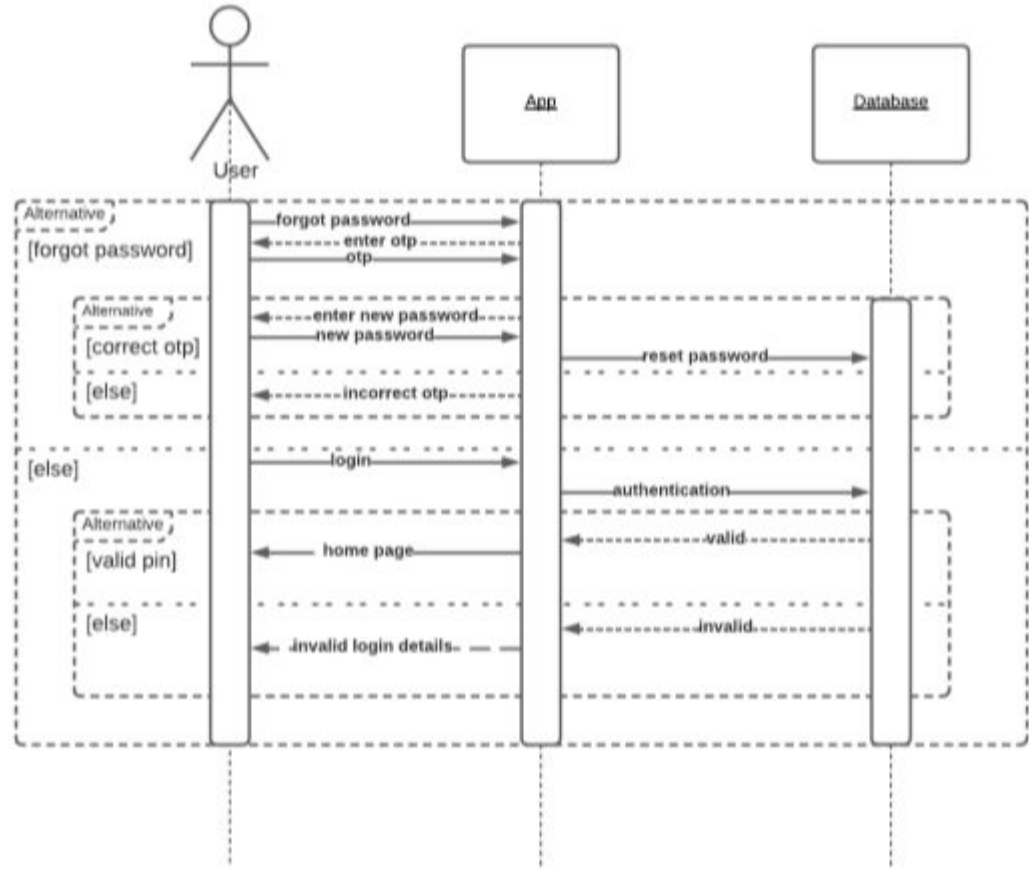 User
App
Database
Alternative
[forgot password]
forgot password
enter otp
otp
Alternative
[correct otp]
enter new password
new password
reset password
[else]
incorrect otp
[else]
login
authentication
Alternative
[valid pin]
valid
home page
[else]
invalid
invalid login details